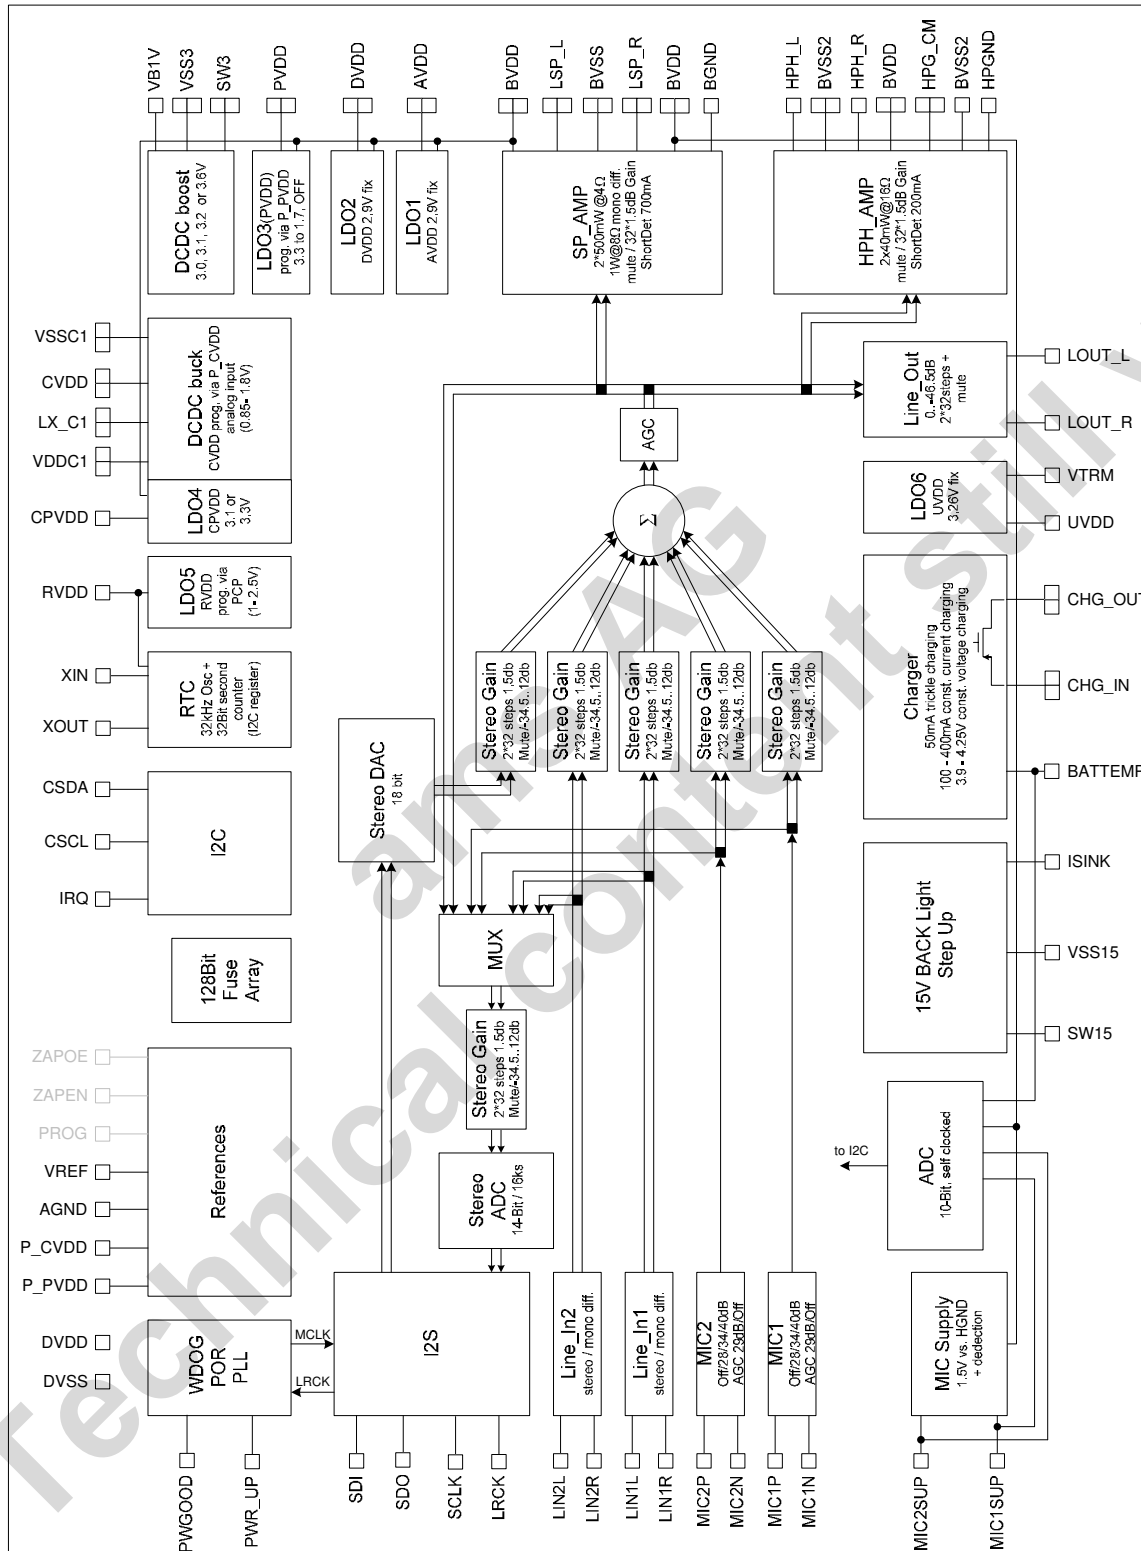 VB1V
VSS3
SW3
PVDD
DVDD
AVDD
BVDD
LSP_L
BVSS
LSP_R
BVDD
BGND
HPH_L
BVSS2
HPH_R
BVDD
HPG_CM
BVSS2
HPGND
DCDC boost
3.0, 3.1, 3.2 or 3.6V
LDO3(PVDD)
prog. via P_PVDD
3.3 to 1.7, OFF
LDO2
DVDD 2.9V fix
LDO1
AVDD 2.9V fix
SP_AMP
2*500mW @4Ω
1W@8Ω mono diff.
mute / 32*1.5dB Gain
ShortDet 700mA
HPH_AMP
2x40mW@16Ω
mute / 32*1.5dB Gain
ShortDet 200mA
VSSC1
CVDD
LX_C1
VDDC1
CPVDD
DCDC buck
CVDD prog. via P_CVDD
analog input
(0.85- 1.8V)
LDO4
CPVDD
3.1 or
3.3V
Line_Out
0..-46.5dB
2*32steps +
mute
LOUT_L
LOUT_R
AGC
Σ
LDO6
UVDD
3.26V fix
VTRM
UVDD
RVDD
LDO5
RVDD
prog. via
PCP
(1- 2.5V)
XIN
XOUT
RTC
32kHz Osc +
32Bit second
counter
(I2C register)
Stereo Gain
2*32 steps 1.5db
Mute/-34.5..12db
Stereo Gain
2*32 steps 1.5db
Mute/-34.5..12db
Stereo Gain
2*32 steps 1.5db
Mute/-34.5..12db
Stereo Gain
2*32 steps 1.5db
Mute/-34.5..12db
Stereo Gain
2*32 steps 1.5db
Mute/-34.5..12db
Charger
50mA trickle charging
100 - 400mA const. current charging
3.9 - 4.25V const. voltage charging
CHG_OUT
CHG_IN
BATTEMP
Stereo DAC
18 bit
CSDA
CSCL
IRQ
I2C
15V BACK Light
Step Up
ISINK
VSS15
SW15
128Bit
Fuse
Array
MUX
Stereo Gain
2*32 steps 1.5db
Mute/-34.5..12db
ZAPOE
ZAPEN
PROG
VREF
AGND
P_CVDD
P_PVDD
References
Stereo
ADC
14-Bit / 16ks
to I2C
ADC
10-Bit, self clocked
DVDD
DVSS
WDOG
POR
PLL
MCLK
LRCK
I2S
Line_In2
stereo / mono diff.
Line_In1
stereo / mono diff.
MIC2
Off/28/34/40dB
AGC 29dB/Off
MIC1
Off/28/34/40dB
AGC 29dB/Off
MIC Supply
1.5V vs. HGND
+ dedection
PWGOOD
PWR_UP
SDI
SDO
SCLK
LRCK
LIN2L
LIN2R
LIN1L
LIN1R
MIC2P
MIC2N
MIC1P
MIC1N
MIC2SUP
MIC1SUP
ams AG
Technical content still v